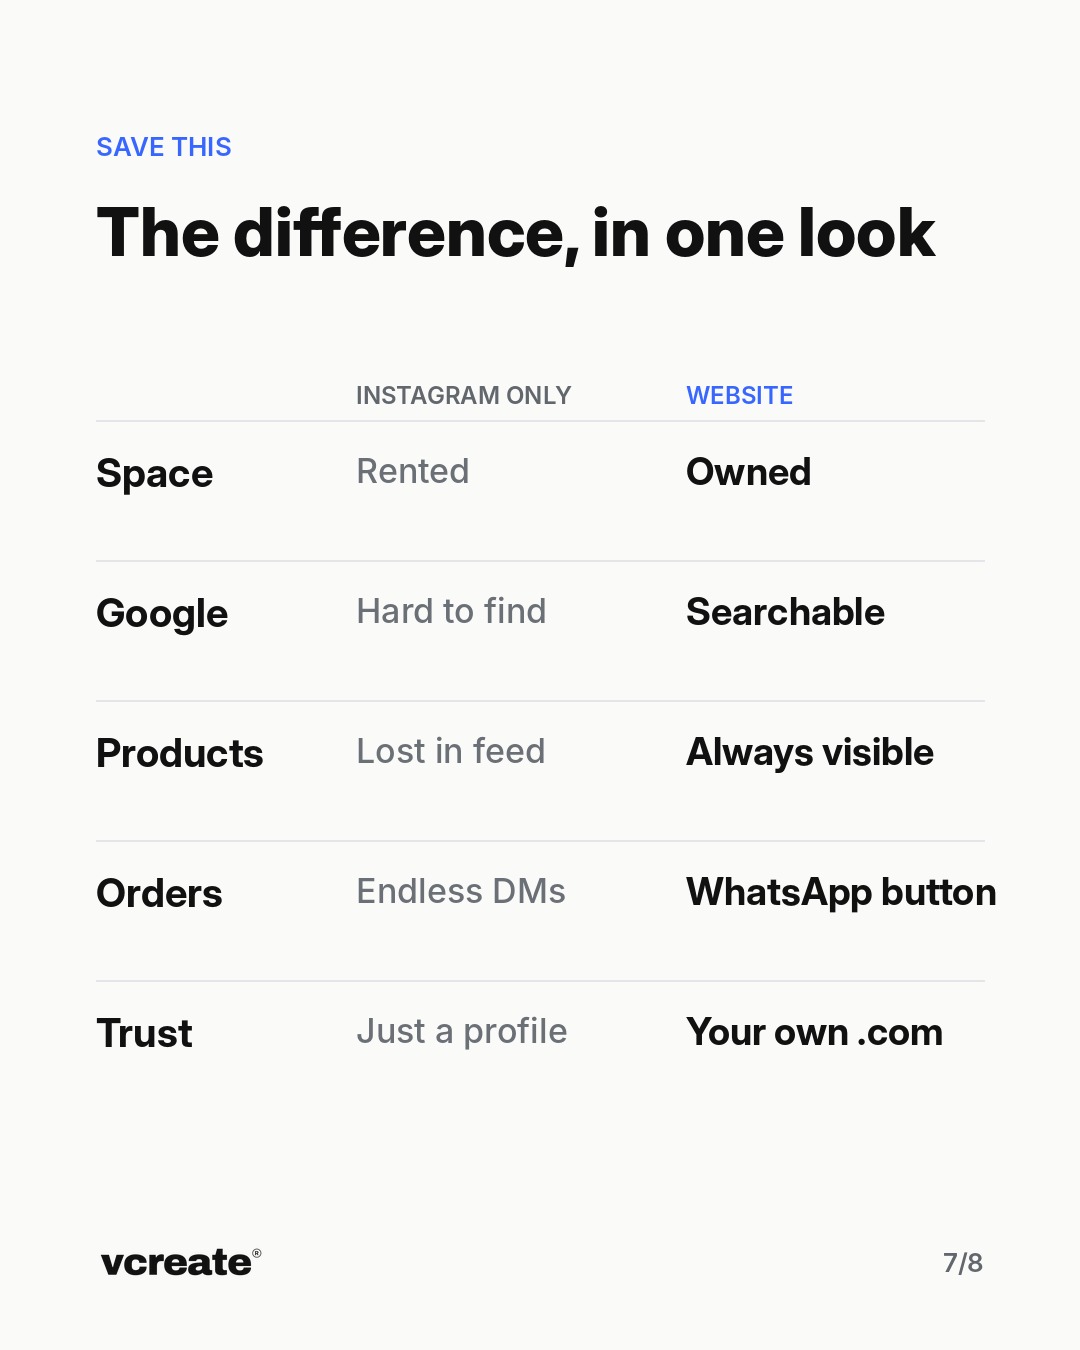 SAVE THIS
The difference, in one look
INSTAGRAM ONLY WEBSITE
Space Rented Owned
Google Hard to find Searchable
Products Lost in feed Always visible
Orders Endless DMs WhatsApp button
Trust Just a profile Your own .com
vcreate® 7/8